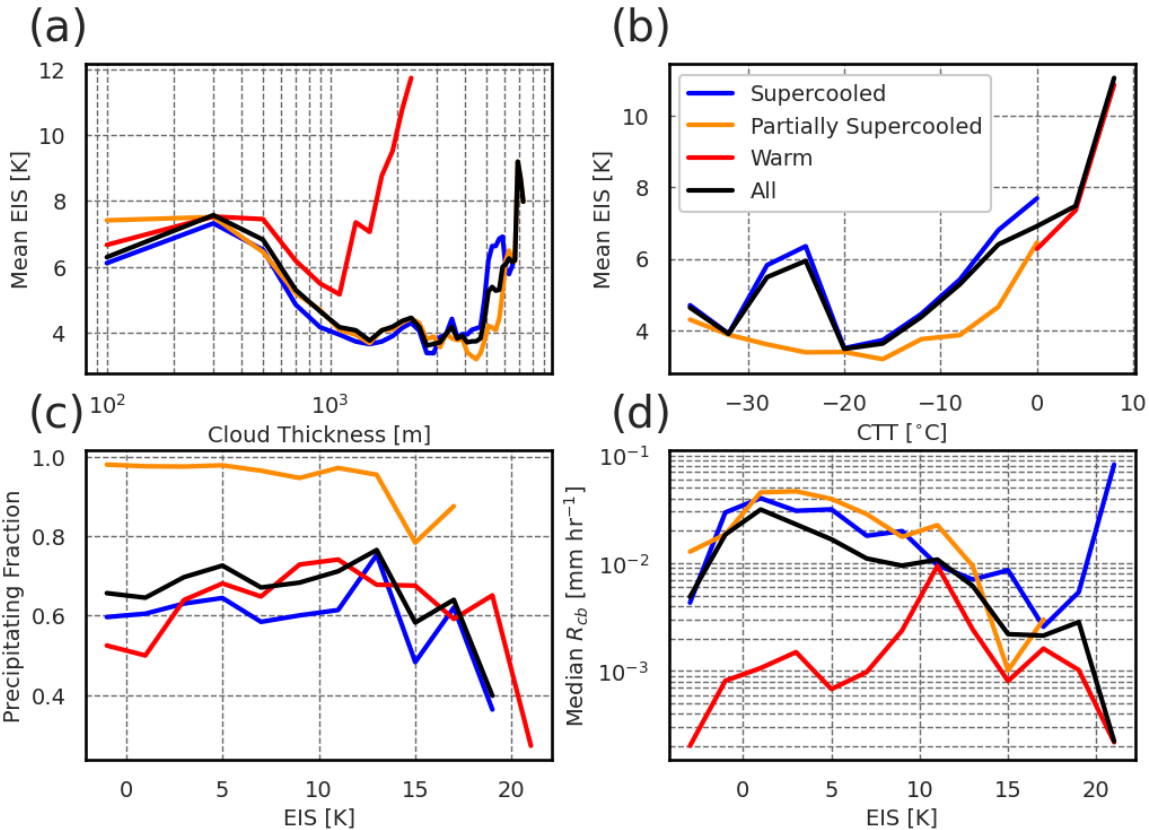 (a)
(b)
12
10
8
6
4
Mean EIS [K]
10²
10³
Cloud Thickness [m]
10
8
6
4
Mean EIS [K]
Supercooled
Partially Supercooled
Warm
All
−30
−20
−10
0
10
CTT [°C]
(c)
(d)
1.0
0.8
0.6
0.4
Precipitating Fraction
0
5
10
15
20
EIS [K]
10⁻¹
10⁻²
10⁻³
Median R_cb [mm hr⁻¹]
0
5
10
15
20
EIS [K]